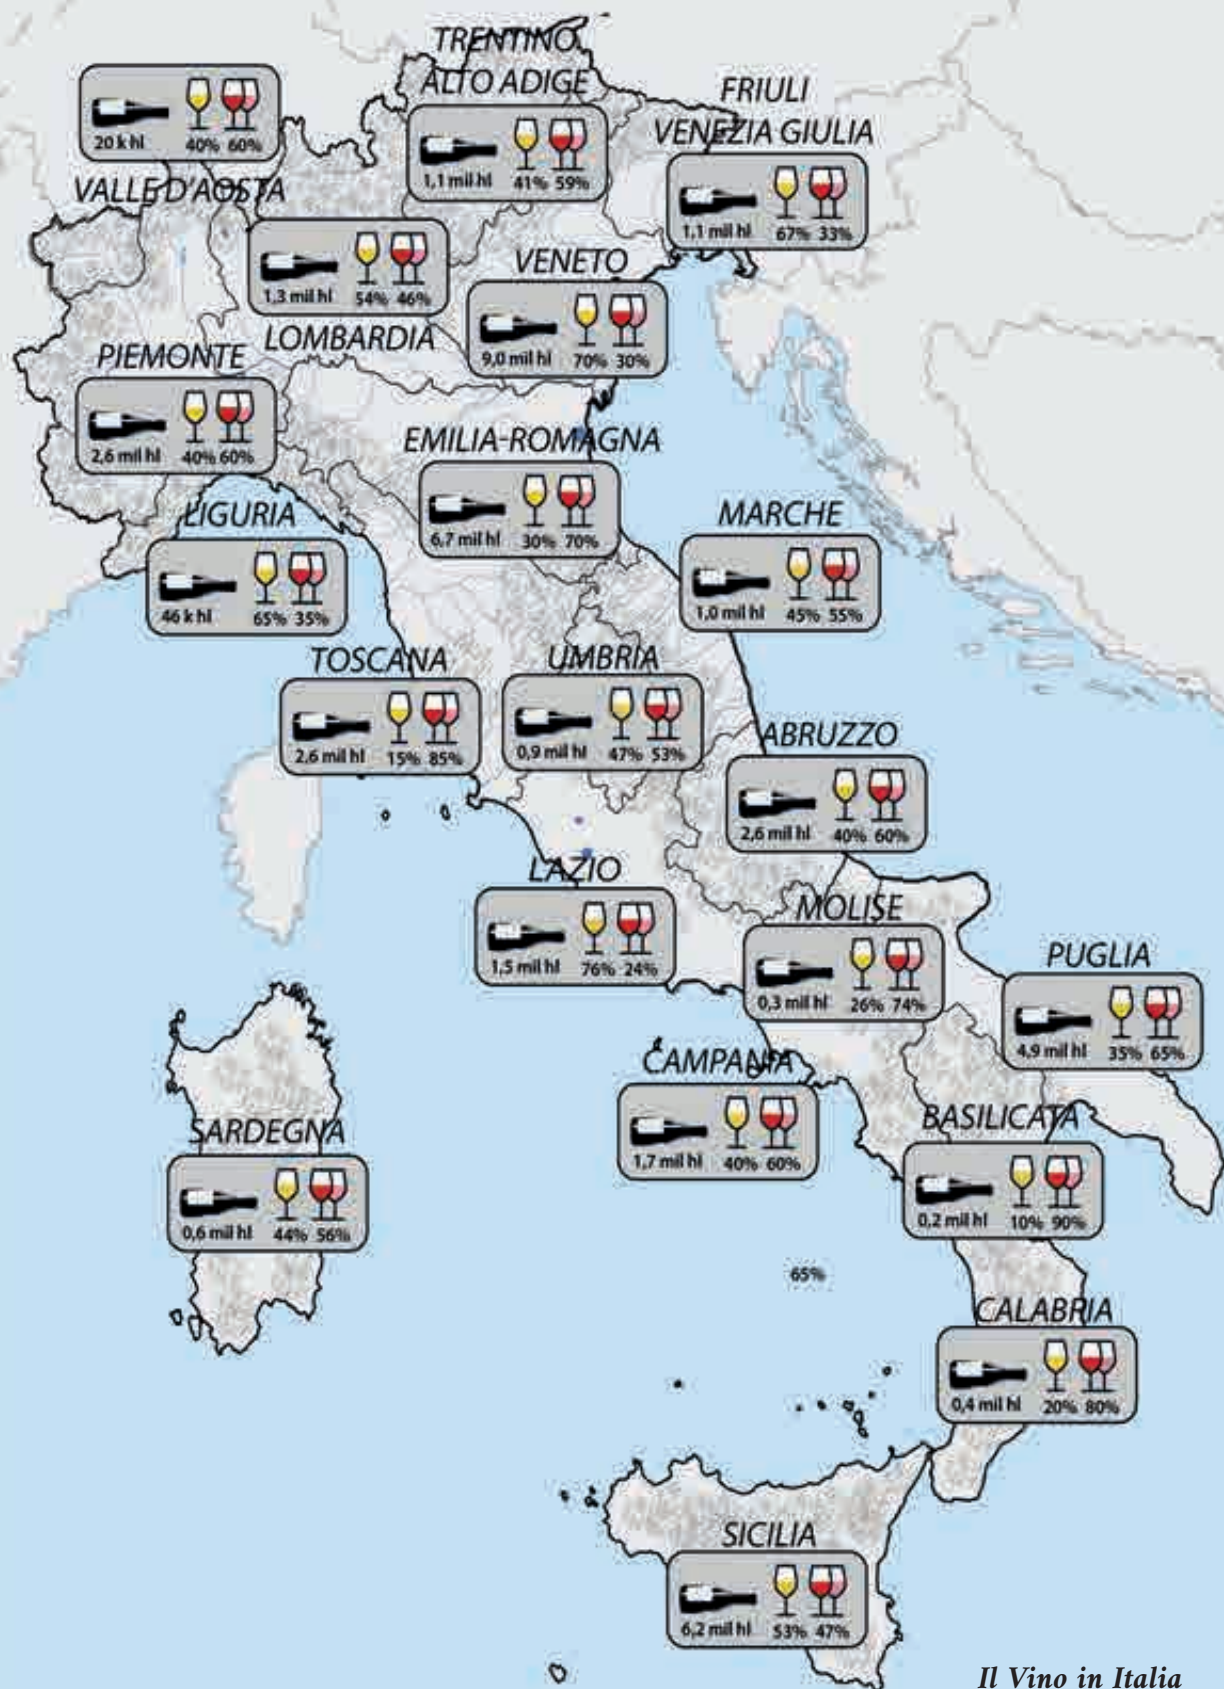 TRENTINO
ALTO ADIGE
1,1 mil hl 41% 59%
FRIULI
VENEZIA GIULIA
1,1 mil hl 67% 33%
20 k hl 40% 60%
VALLE D'AOSTA
1,3 mil hl 54% 46%
LOMBARDIA
VENETO
9,0 mil hl 70% 30%
PIEMONTE
2,6 mil hl 40% 60%
EMILIA-ROMAGNA
6,7 mil hl 30% 70%
LIGURIA
46 k hl 65% 35%
MARCHE
1,0 mil hl 45% 55%
TOSCANA
2,6 mil hl 15% 85%
UMBRIA
0,9 mil hl 47% 53%
ABRUZZO
2,6 mil hl 40% 60%
LAZIO
1,5 mil hl 76% 24%
MOLISE
0,3 mil hl 26% 74%
PUGLIA
4,9 mil hl 35% 65%
CAMPANIA
1,7 mil hl 40% 60%
BASILICATA
0,2 mil hl 10% 90%
SARDEGNA
0,6 mil hl 44% 56%
65%
CALABRIA
0,4 mil hl 20% 80%
SICILIA
6,2 mil hl 53% 47%
Il Vino in Italia